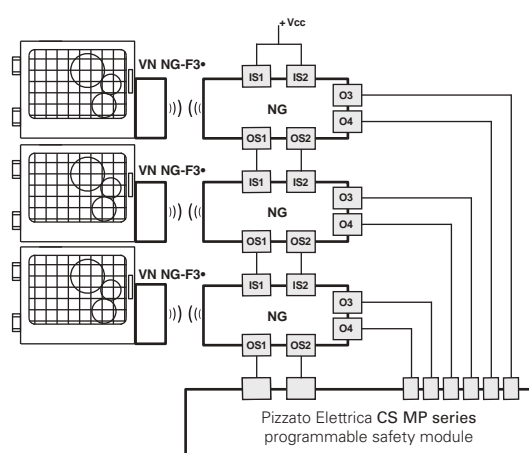 + Vcc
VN NG-F3•
IS1 IS2
O3
NG
O4
OS1 OS2
VN NG-F3•
IS1 IS2
O3
NG
O4
OS1 OS2
VN NG-F3•
IS1 IS2
O3
NG
O4
OS1 OS2
Pizzato Elettrica CS MP series
programmable safety module